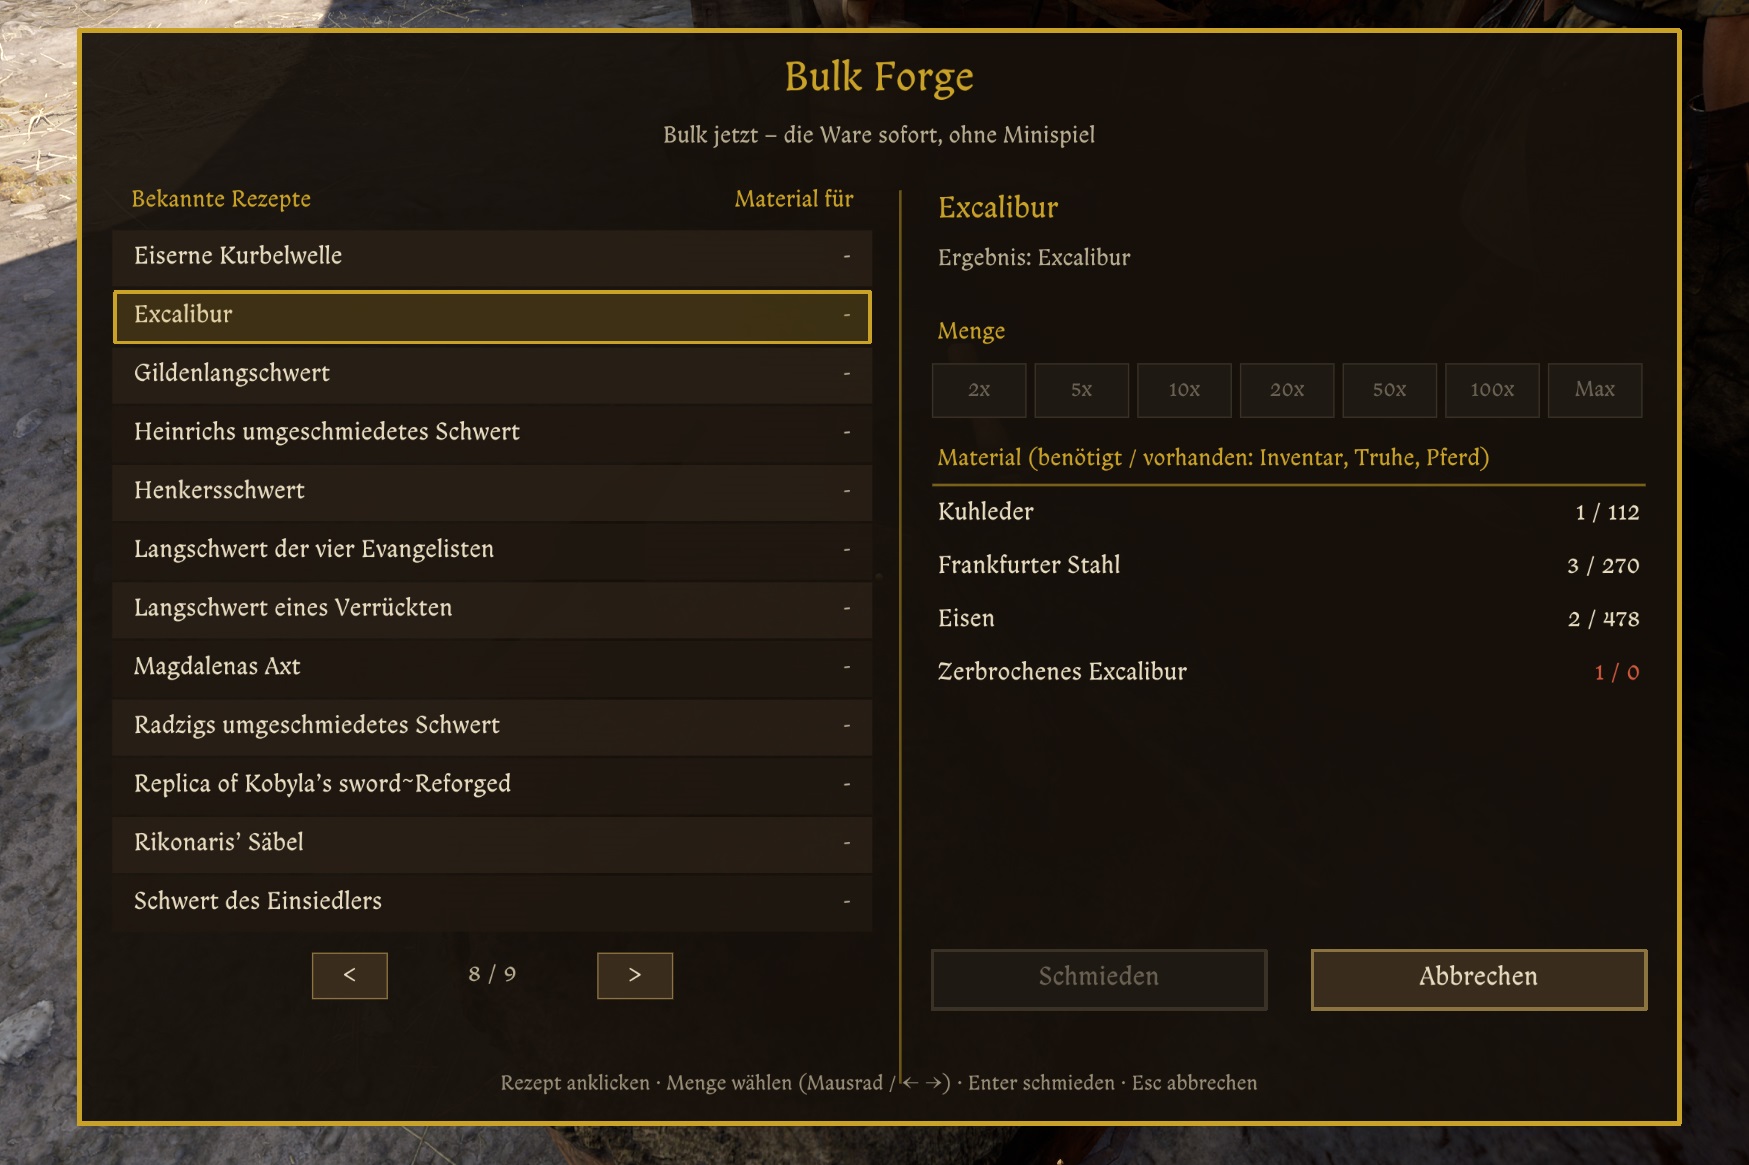 Bulk Forge
Bulk jetzt – die Ware sofort, ohne Minispiel
Bekannte Rezepte Material für
Eiserne Kurbelwelle -
Excalibur -
Gildenlangschwert -
Heinrichs umgeschmiedetes Schwert -
Henkersschwert -
Langschwert der vier Evangelisten -
Langschwert eines Verrückten -
Magdalenas Axt -
Radzigs umgeschmiedetes Schwert -
Replica of Kobyla’s sword~Reforged -
Rikonaris’ Säbel -
Schwert des Einsiedlers -
< 8 / 9 >
Excalibur
Ergebnis: Excalibur
Menge
2x 5x 10x 20x 50x 100x Max
Material (benötigt / vorhanden: Inventar, Truhe, Pferd)
Kuhleder 1 / 112
Frankfurter Stahl 3 / 270
Eisen 2 / 478
Zerbrochenes Excalibur 1 / 0
Schmieden Abbrechen
Rezept anklicken · Menge wählen (Mausrad / ← →) · Enter schmieden · Esc abbrechen